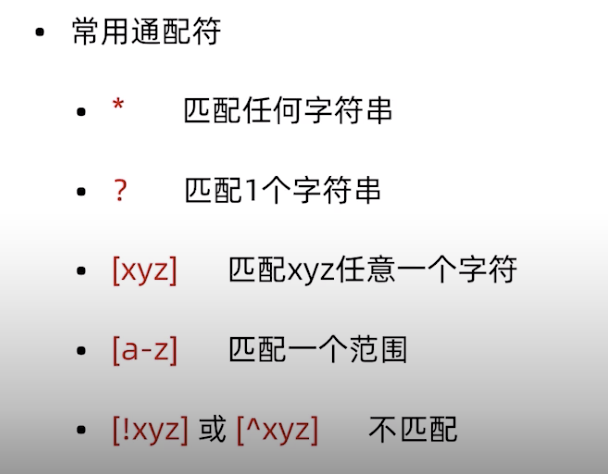 常用通配符
* 匹配任何字符串
? 匹配1个字符串
[xyz] 匹配xyz任意一个字符
[a-z] 匹配一个范围
[!xyz] 或 [^xyz] 不匹配